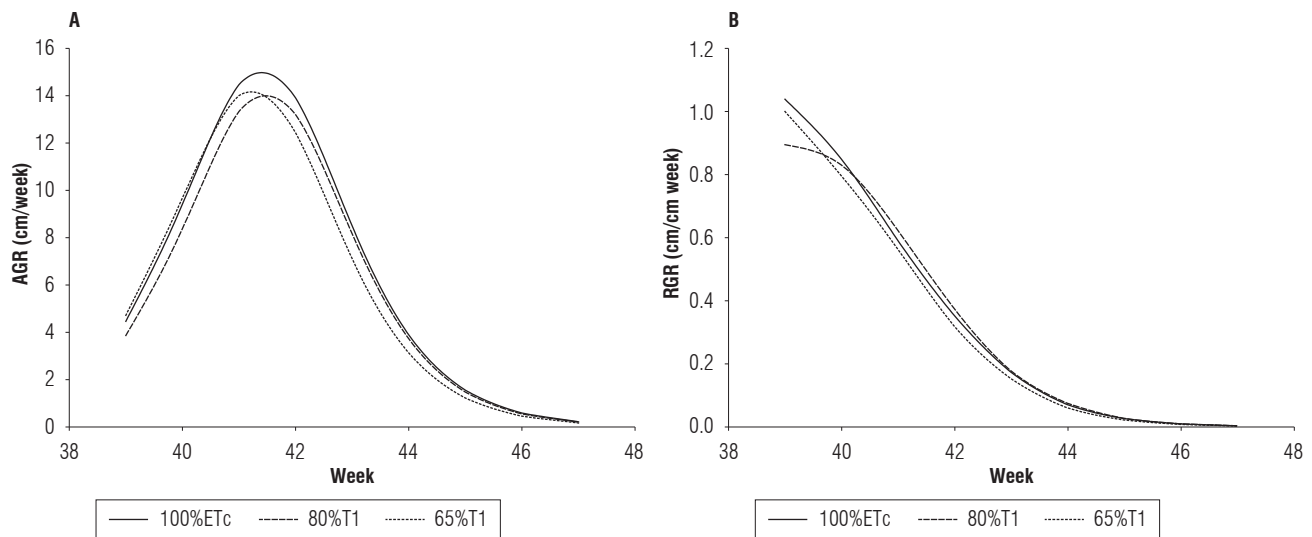 A
AGR (cm/week)
16
14
12
10
8
6
4
2
0
38 40 42 44 46 48
Week
100%ETc 80%T1 65%T1
B
RGR (cm/cm week)
1.2
1.0
0.8
0.6
0.4
0.2
0.0
38 40 42 44 46 48
Week
100%ETc 80%T1 65%T1